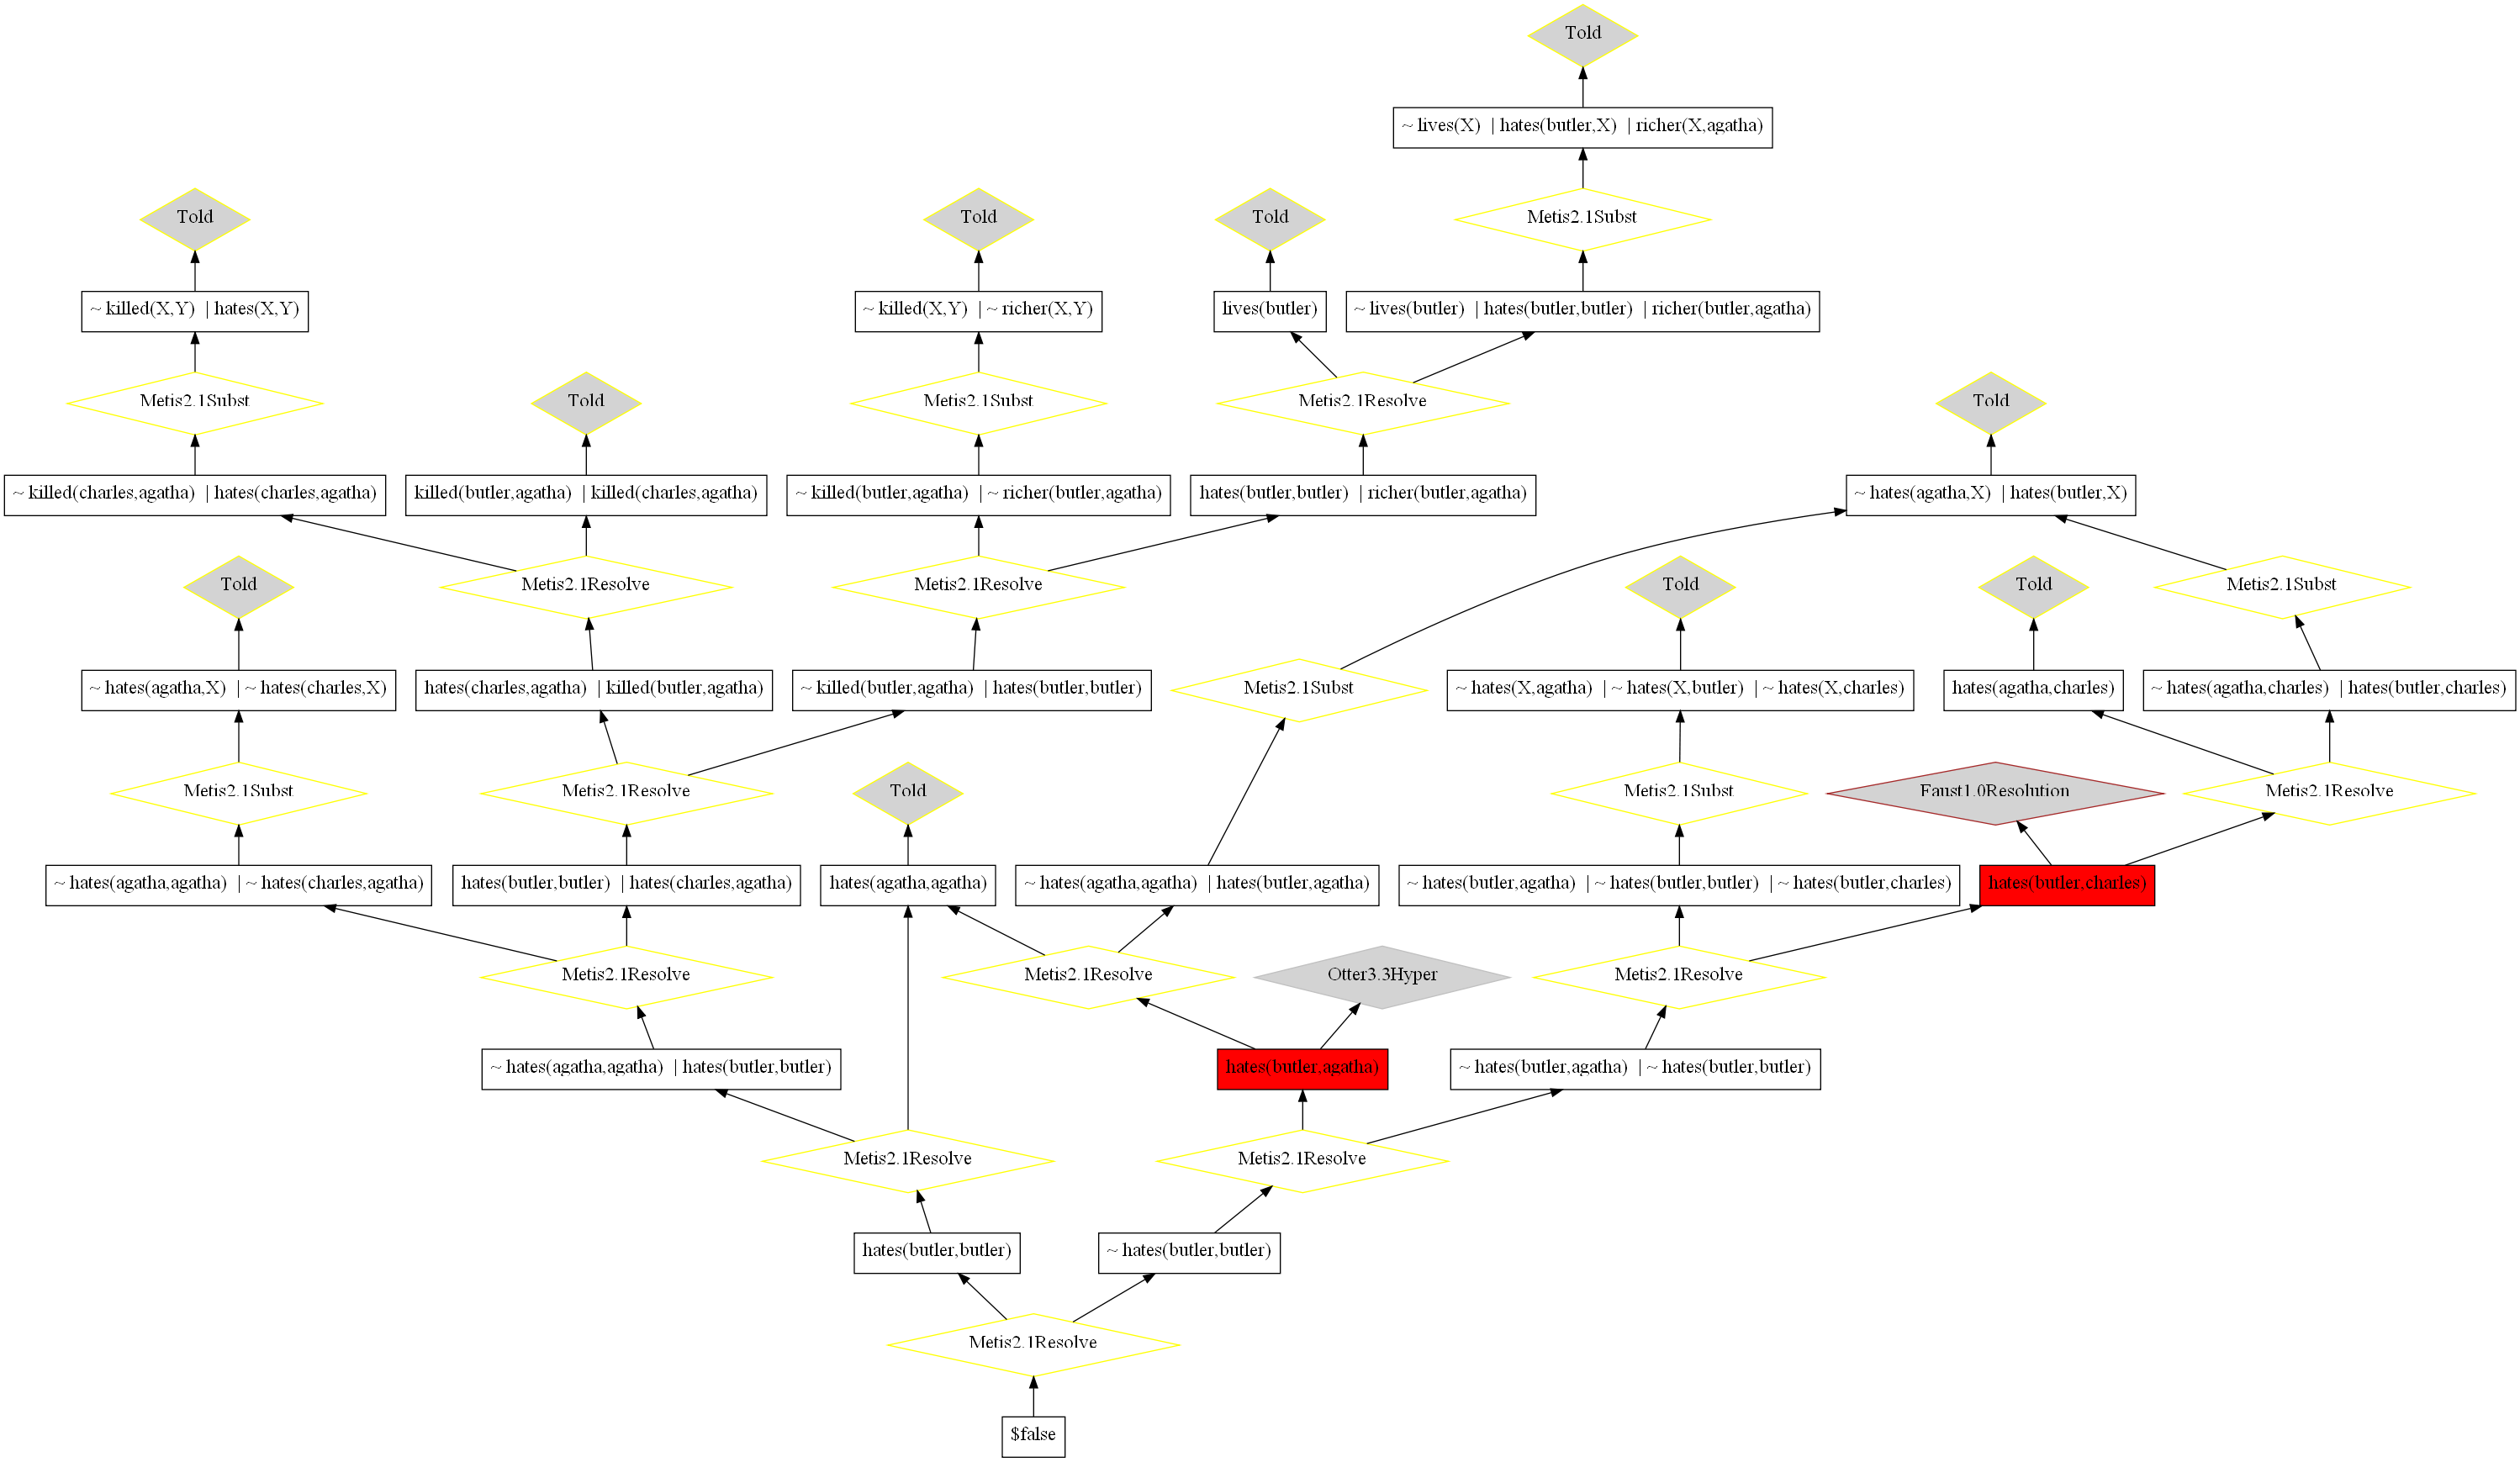 Told
~ lives(X) | hates(butler,X) | richer(X,agatha)
Told
Told
Told
Metis2.1Subst
~ killed(X,Y) | hates(X,Y)
~ killed(X,Y) | ~ richer(X,Y)
lives(butler)
~ lives(butler) | hates(butler,butler) | richer(butler,agatha)
Metis2.1Subst
Told
Metis2.1Subst
Metis2.1Resolve
Told
~ killed(charles,agatha) | hates(charles,agatha)
killed(butler,agatha) | killed(charles,agatha)
~ killed(butler,agatha) | ~ richer(butler,agatha)
hates(butler,butler) | richer(butler,agatha)
~ hates(agatha,X) | hates(butler,X)
Told
Metis2.1Resolve
Metis2.1Resolve
Told
Told
Metis2.1Subst
~ hates(agatha,X) | ~ hates(charles,X)
hates(charles,agatha) | killed(butler,agatha)
~ killed(butler,agatha) | hates(butler,butler)
Metis2.1Subst
~ hates(X,agatha) | ~ hates(X,butler) | ~ hates(X,charles)
hates(agatha,charles)
~ hates(agatha,charles) | hates(butler,charles)
Metis2.1Subst
Metis2.1Resolve
Told
Metis2.1Subst
Faust1.0Resolution
Metis2.1Resolve
~ hates(agatha,agatha) | ~ hates(charles,agatha)
hates(butler,butler) | hates(charles,agatha)
hates(agatha,agatha)
~ hates(agatha,agatha) | hates(butler,agatha)
~ hates(butler,agatha) | ~ hates(butler,butler) | ~ hates(butler,charles)
hates(butler,charles)
Metis2.1Resolve
Metis2.1Resolve
Otter3.3Hyper
Metis2.1Resolve
~ hates(agatha,agatha) | hates(butler,butler)
hates(butler,agatha)
~ hates(butler,agatha) | ~ hates(butler,butler)
Metis2.1Resolve
Metis2.1Resolve
hates(butler,butler)
~ hates(butler,butler)
Metis2.1Resolve
$false